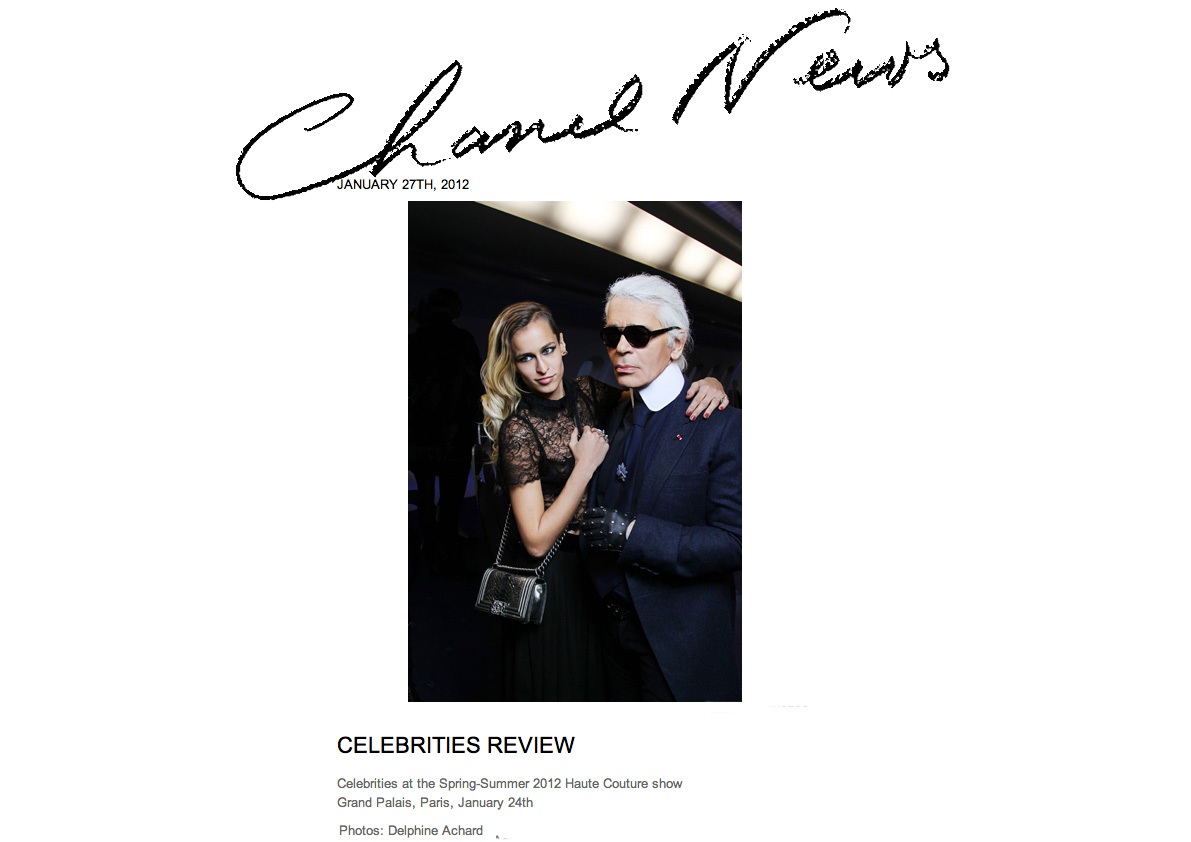 Chanel News
JANUARY 27TH, 2012
CELEBRITIES REVIEW
Celebrities at the Spring-Summer 2012 Haute Couture show
Grand Palais, Paris, January 24th
Photos: Delphine Achard